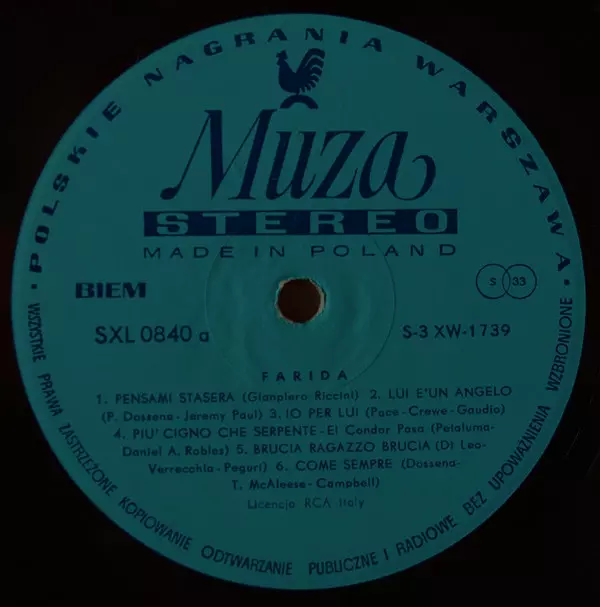 · POLSKIE NAGRANIA WARSZAWA ·
Muza
STEREO
MADE IN POLAND
BIEM
S 33
SXL 0840 a
S-3 XW-1739
FARIDA
1. PENSAMI STASERA (Gianpiero Riccini) 2. LUI E'UN ANGELO
(P. Dossena - Jeremy Paul) 3. IO PER LUI (Pace - Crewe - Gaudio)
4. PIU' CIGNO CHE SERPENTE - El Condor Pasa (Petaluma-
Daniel A. Robles) 5. BRUCIA RAGAZZO BRUCIA (Di Leo-
Verrecchia - Peguri) 6. COME SEMPRE (Dossena-
T. McAleese - Campbell)
Licencja RCA Italy
WSZYSTKIE PRAWA ZASTRZEŻONE KOPIOWANIE ODTWARZANIE PUBLICZNE I RADIOWE BEZ UPOWAŻNIENIA WZBRONIONE